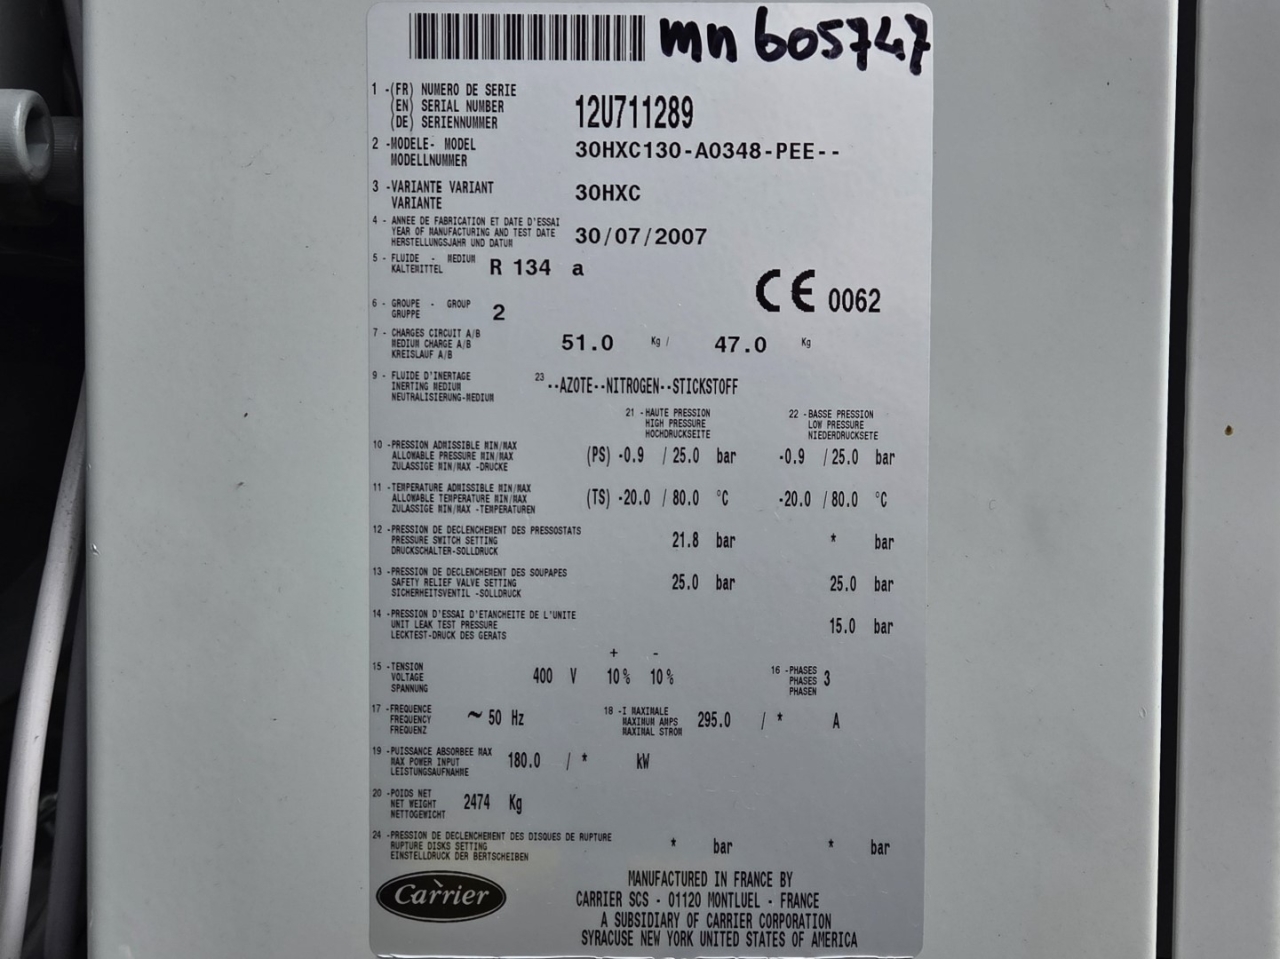 mn 605747
1 -(FR) NUMERO DE SERIE
(EN) SERIAL NUMBER
(DE) SERIENNUMMER
12U711289
2 -MODELE- MODEL
MODELLNUMMER
30HXC130-A0348-PEE--
3 -VARIANTE VARIANT
VARIANTE
30HXC
4 - ANNEE DE FABRICATION ET DATE D'ESSAI
YEAR OF MANUFACTURING AND TEST DATE
HERSTELLUNGSJAHR UND DATUM
30/07/2007
5 - FLUIDE - MEDIUM
KALTEMITTEL
R 134 a
CE 0062
6 - GROUPE - GROUP
GRUPPE
2
7 - CHARGES CIRCUIT A/B
MEDIUM CHARGE A/B
KREISLAUF A/B
51.0 Kg / 47.0 Kg
9 - FLUIDE D'INERTAGE
INERTING MEDIUM
NEUTRALISIERUNG-MEDIUM
23 --AZOTE--NITROGEN--STICKSTOFF
21 -HAUTE PRESSION
HIGH PRESSURE
HOCHDRUCKSEITE
22 -BASSE PRESSION
LOW PRESSURE
NIEDERDRUCKSETE
10 -PRESSION ADMISSIBLE MIN/MAX
ALLOWABLE PRESSURE MIN/MAX
ZULASSIGE MIN/MAX -DRUCKE
(PS) -0.9 / 25.0 bar -0.9 / 25.0 bar
11 -TEMPERATURE ADMISSIBLE MIN/MAX
ALLOWABLE TEMPERATURE MIN/MAX
ZULASSIGE MIN/MAX -TEMPERATUREN
(TS) -20.0 / 80.0 °C -20.0 / 80.0 °C
12 -PRESSION DE DECLENCHEMENT DES PRESSOSTATS
PRESSURE SWITCH SETTING
DRUCKSCHALTER-SOLLDRUCK
21.8 bar * bar
13 -PRESSION DE DECLENCHEMENT DES SOUPAPES
SAFETY RELIEF VALVE SETTING
SICHERHEITSVENTIL -SOLLDRUCK
25.0 bar 25.0 bar
14 -PRESSION D'ESSAI D'ETANCHEITE DE L'UNITE
UNIT LEAK TEST PRESSURE
LECKTEST-DRUCK DES GERATS
15.0 bar
15 -TENSION
VOLTAGE
SPANNUNG
+ -
400 V 10% 10%
16 -PHASES
PHASES
PHASEN
3
17 -FREQUENCE
FREQUENCY
FREQUENZ
~ 50 Hz
18 -I MAXIMALE
MAXIMUM AMPS
MAXIMAL STROM
295.0 / * A
19 -PUISSANCE ABSORBEE MAX
MAX POWER INPUT
LEISTUNGSAUFNAHME
180.0 / * kW
20 -POIDS NET
NET WEIGHT
NETTOGEWICHT
2474 Kg
24 -PRESSION DE DECLENCHEMENT DES DISQUES DE RUPTURE
RUPTURE DISKS SETTING
EINSTELLDRUCK DER BERTSCHEIBEN
* bar * bar
Carrier
MANUFACTURED IN FRANCE BY
CARRIER SCS - 01120 MONTLUEL - FRANCE
A SUBSIDIARY OF CARRIER CORPORATION
SYRACUSE NEW YORK UNITED STATES OF AMERICA